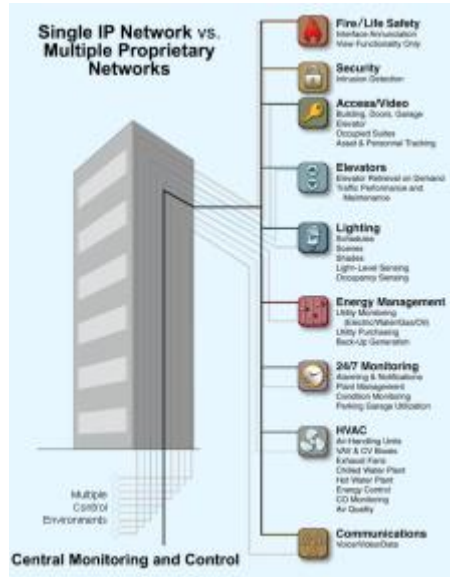 Single IP Network vs.
Multiple Proprietary
Networks
Fire/Life Safety
Interface Annunciation
View Functionality Only
Security
Intrusion Detection
Access/Video
Building, Doors, Garage
Elevator
Occupied Suites
Asset & Personnel Tracking
Elevators
Elevator Retrieval on Demand
Traffic Performance and
Maintenance
Lighting
Schedules
Scenes
Shades
Light-Level Sensing
Occupancy Sensing
Energy Management
Utility Monitoring
(Electric/Water/Gas/Oil)
Utility Purchasing
Back-Up Generation
24/7 Monitoring
Alarming & Notifications
Plant Management
Condition Monitoring
Parking Garage Utilization
HVAC
Air-Handling Units
VAV & CV Boxes
Exhaust Fans
Chilled Water Plant
Hot Water Plant
Energy Control
CO Monitoring
Air Quality
Communications
Voice/Video/Data
Multiple
Control
Environments
Central Monitoring and Control